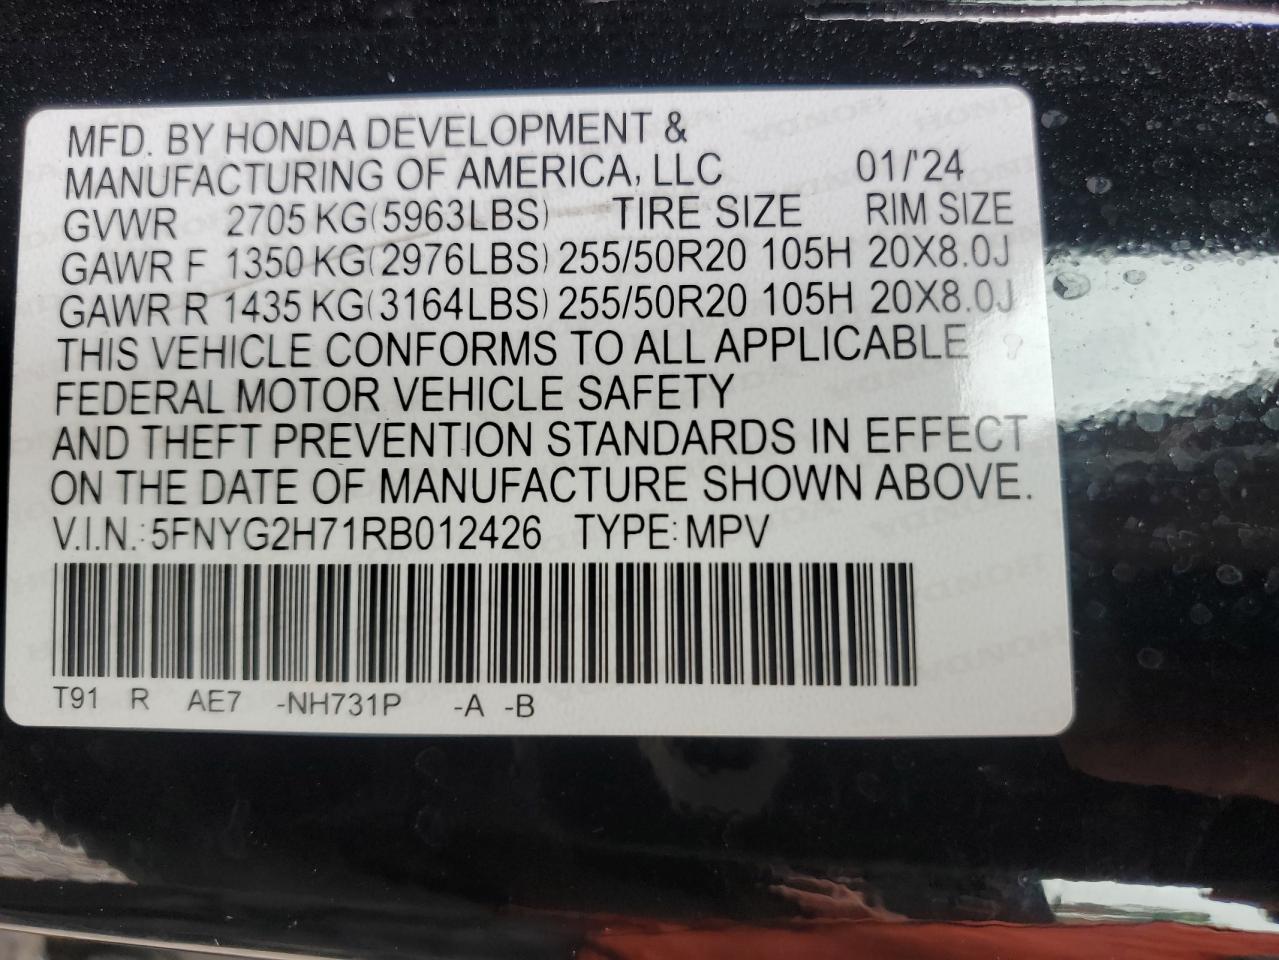 MFD. BY HONDA DEVELOPMENT &
MANUFACTURING OF AMERICA, LLC 01/'24
GVWR 2705 KG(5963LBS) TIRE SIZE RIM SIZE
GAWR F 1350 KG(2976LBS) 255/50R20 105H 20X8.0J
GAWR R 1435 KG(3164LBS) 255/50R20 105H 20X8.0J
THIS VEHICLE CONFORMS TO ALL APPLICABLE
FEDERAL MOTOR VEHICLE SAFETY
AND THEFT PREVENTION STANDARDS IN EFFECT
ON THE DATE OF MANUFACTURE SHOWN ABOVE.
V.I.N.: 5FNYG2H71RB012426 TYPE: MPV
T91 R AE7 -NH731P -A -B